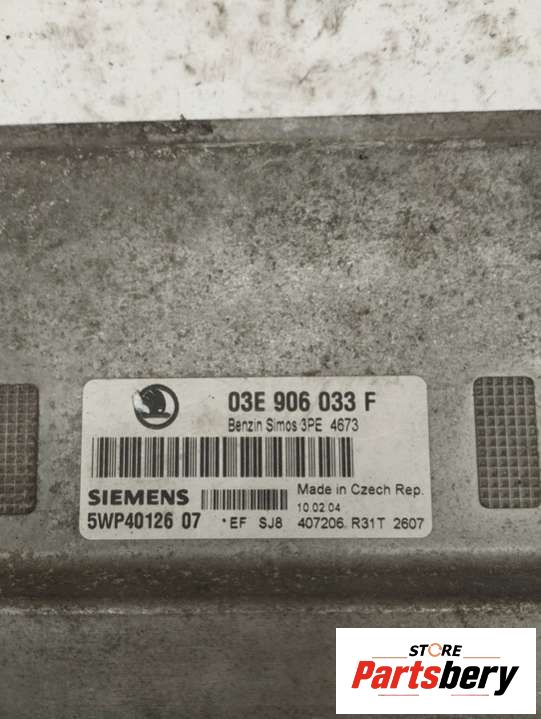 03E 906 033 F
Benzin Simos 3PE 4673
SIEMENS
Made in Czech Rep.
10.02.04
5WP40126 07 *EF SJ8 407206 R31T 2607
STORE
Partsbery